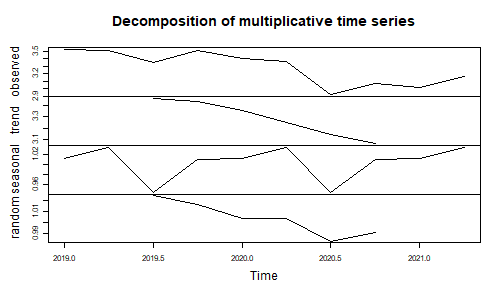 Decomposition of multiplicative time series
observed
2.9 3.2 3.5
trend
3.1 3.3
seasonal
0.96 1.02
random
0.99 1.01
2019.0 2019.5 2020.0 2020.5 2021.0
Time